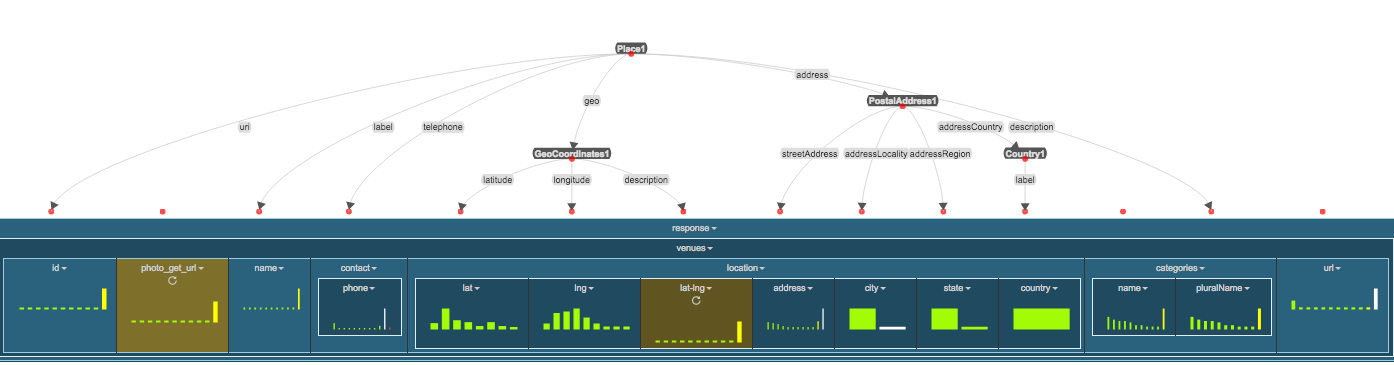 Place1
address
PostalAddress1
geo
uri
label
telephone
addressCountry
description
GeoCoordinates1
streetAddress
addressLocality
addressRegion
Country1
latitude
longitude
description
label
response
venues
id
photo_get_url
name
contact
location
categories
url
phone
lat
lng
lat-lng
address
city
state
country
name
pluralName